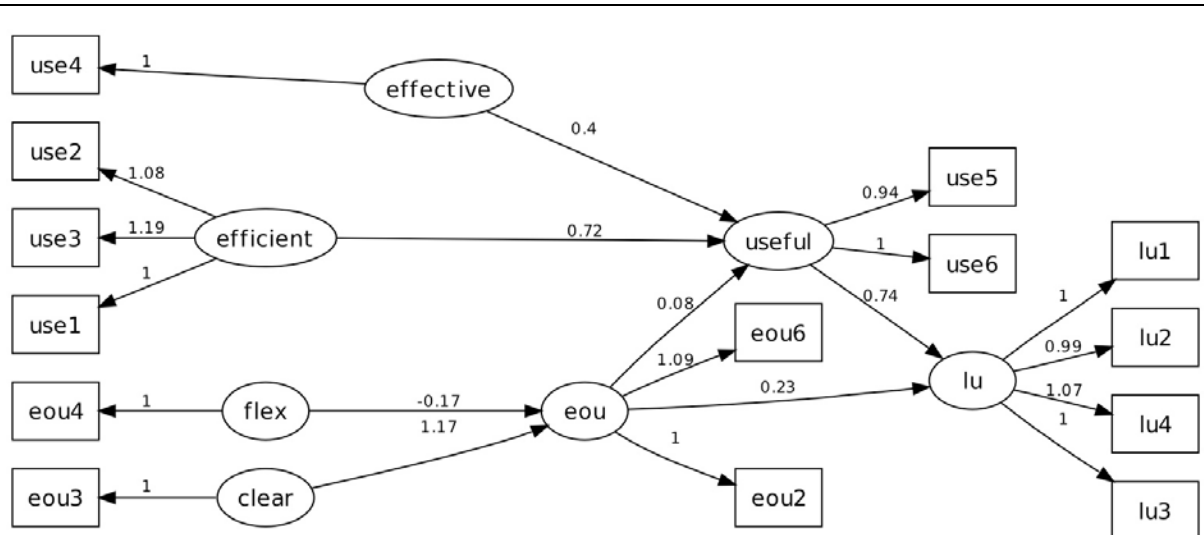 use4
1
effective
use2
0.4
1.08
use5
0.94
use3
1.19
efficient
0.72
useful
1
use6
lu1
1
use1
0.08
0.74
1
eou6
0.99
lu2
1.09
lu
eou4
1
flex
-0.17
eou
0.23
1.07
lu4
1.17
1
1
eou3
1
clear
eou2
lu3